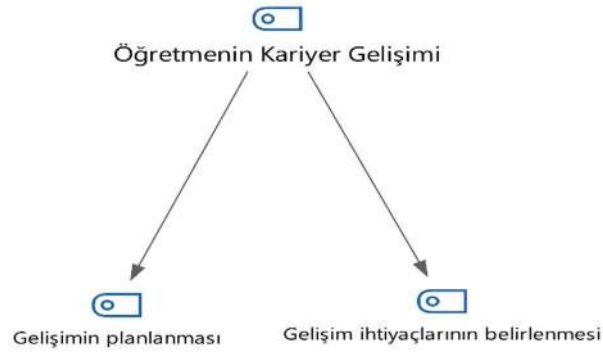 Öğretmenin Kariyer Gelişimi
Gelişimin planlanması
Gelişim ihtiyaçlarının belirlenmesi